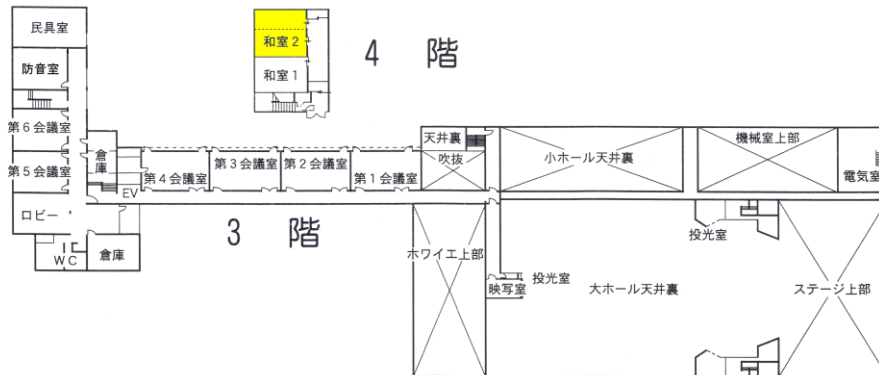 民具室
和室2
4 階
防音室
和室1
第6会議室
天井裏
機械室上部
倉庫
第3会議室
第2会議室
吹抜
小ホール天井裏
第5会議室
第4会議室
第1会議室
電気室
EV
ロビー
3 階
投光室
WC
倉庫
ホワイエ上部
投光室
映写室
大ホール天井裏
ステージ上部